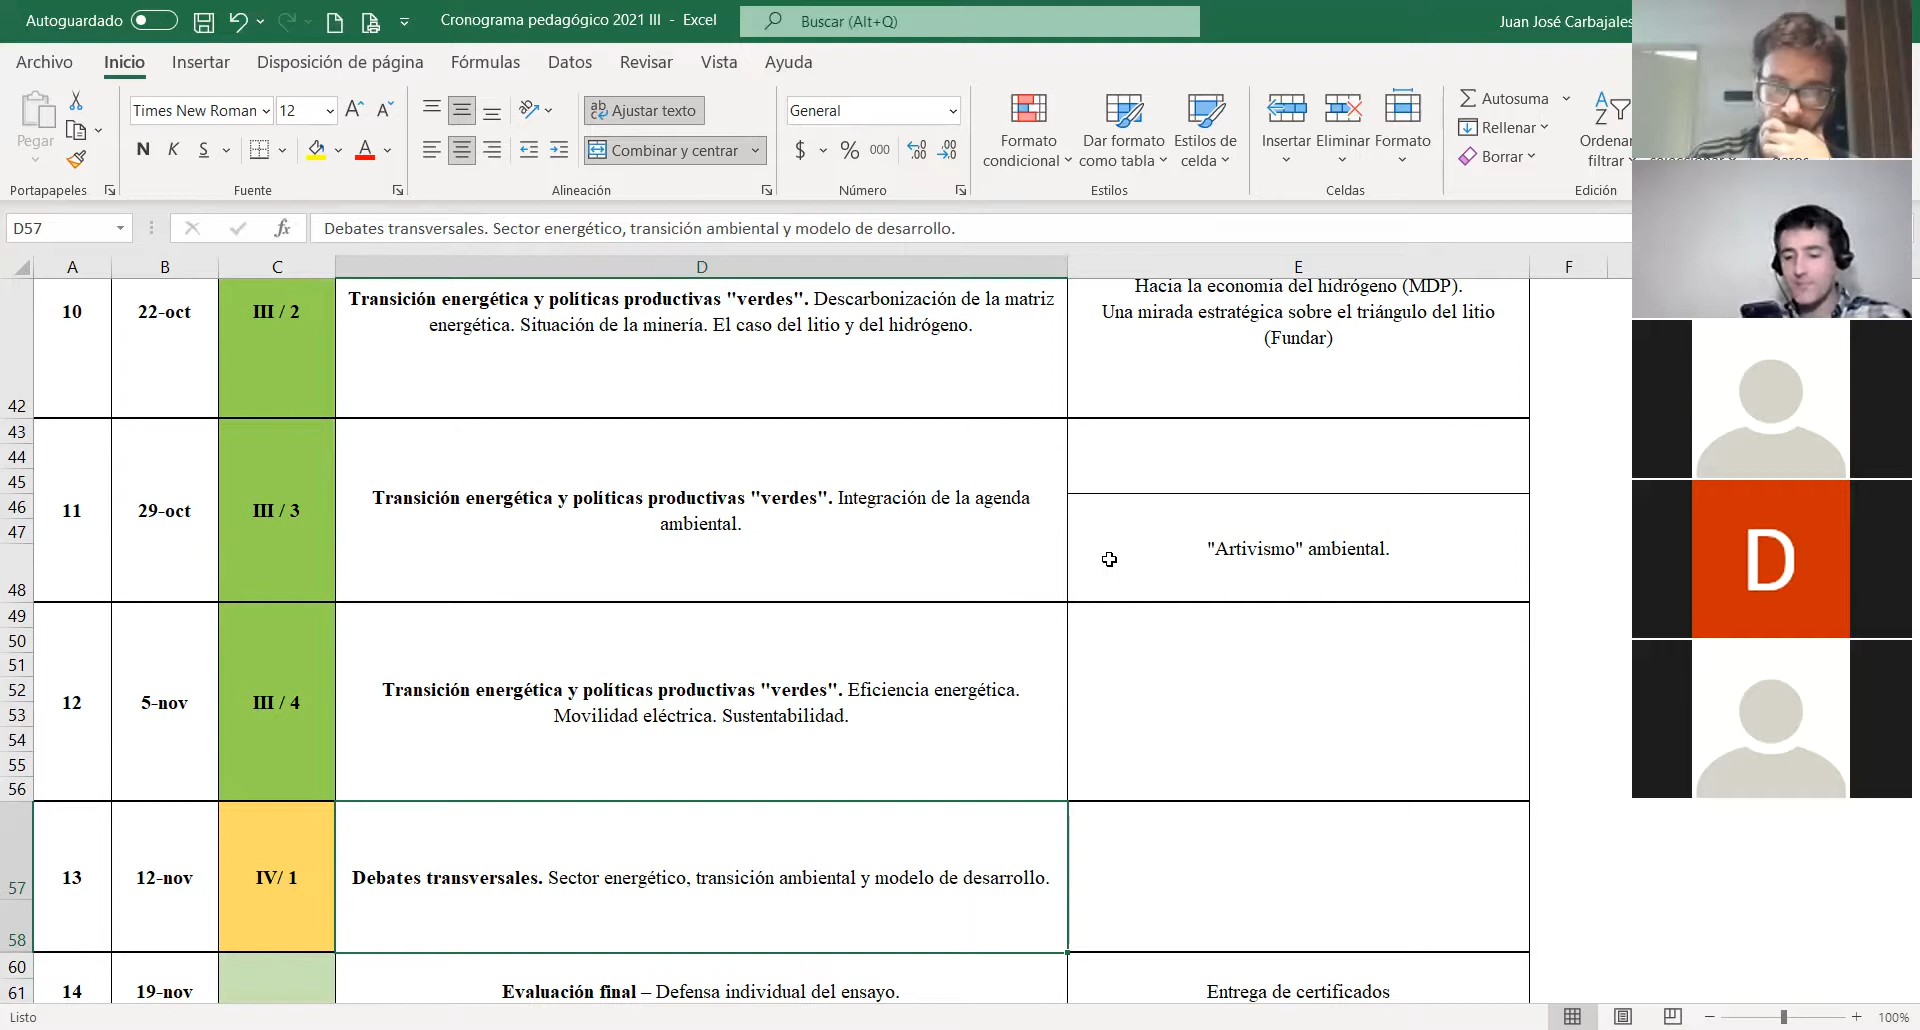 Autoguardado
Cronograma pedagógico 2021 III - Excel
Buscar (Alt+Q)
Juan José Carbajales
Archivo Inicio Insertar Disposición de página Fórmulas Datos Revisar Vista Ayuda
Pegar
Times New Roman 12
N K S
Ajustar texto
Combinar y centrar
General
$ % 000
Formato condicional
Dar formato como tabla
Estilos de celda
Insertar Eliminar Formato
Autosuma
Rellenar
Borrar
Ordenar
filtrar
Portapapeles Fuente Alineación Número Estilos Celdas Edición
D57
fx
Debates transversales. Sector energético, transición ambiental y modelo de desarrollo.
A B C D E F
42
10
22-oct
III / 2
Transición energética y políticas productivas "verdes". Descarbonización de la matriz
energética. Situación de la minería. El caso del litio y del hidrógeno.
Hacia la economía del hidrógeno (MDP).
Una mirada estratégica sobre el triángulo del litio
(Fundar)
43
44
45
46
47
48
11
29-oct
III / 3
Transición energética y políticas productivas "verdes". Integración de la agenda
ambiental.
"Artivismo" ambiental.
49
50
51
52
53
54
55
56
12
5-nov
III / 4
Transición energética y políticas productivas "verdes". Eficiencia energética.
Movilidad eléctrica. Sustentabilidad.
57
58
13
12-nov
IV/ 1
Debates transversales. Sector energético, transición ambiental y modelo de desarrollo.
60
61
14
19-nov
Evaluación final – Defensa individual del ensayo.
Entrega de certificados
D
Listo
100%